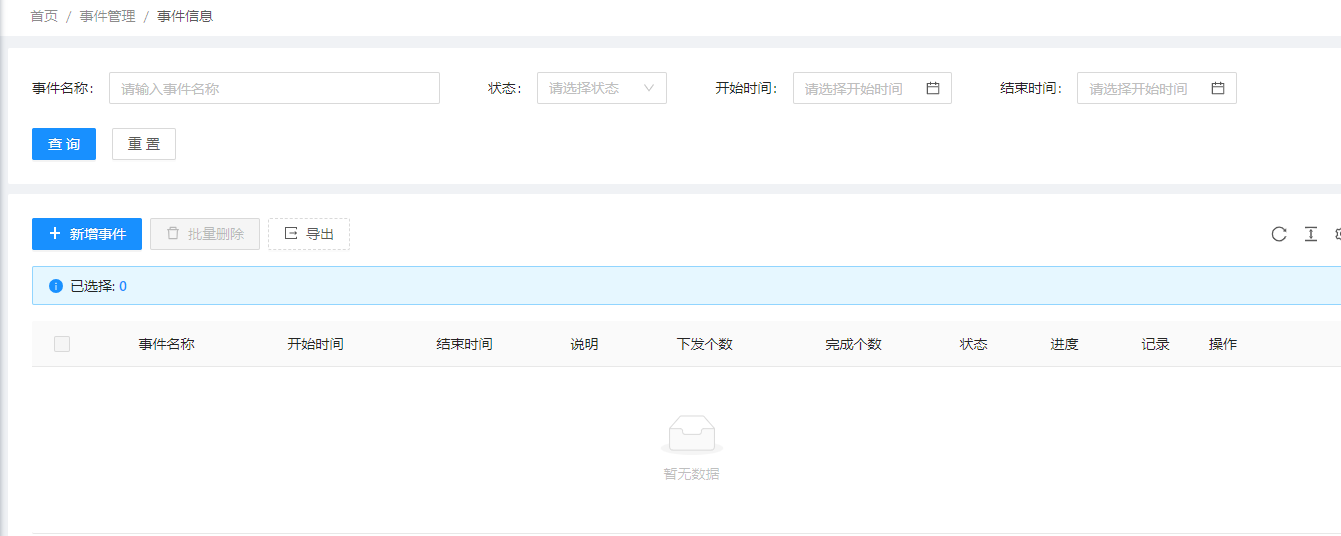 首页 / 事件管理 / 事件信息
事件名称： 请输入事件名称 状态： 请选择状态 开始时间： 请选择开始时间 结束时间： 请选择开始时间
查 询 重 置
新增事件 批量删除 导出
已选择: 0
事件名称 开始时间 结束时间 说明 下发个数 完成个数 状态 进度 记录 操作
暂无数据